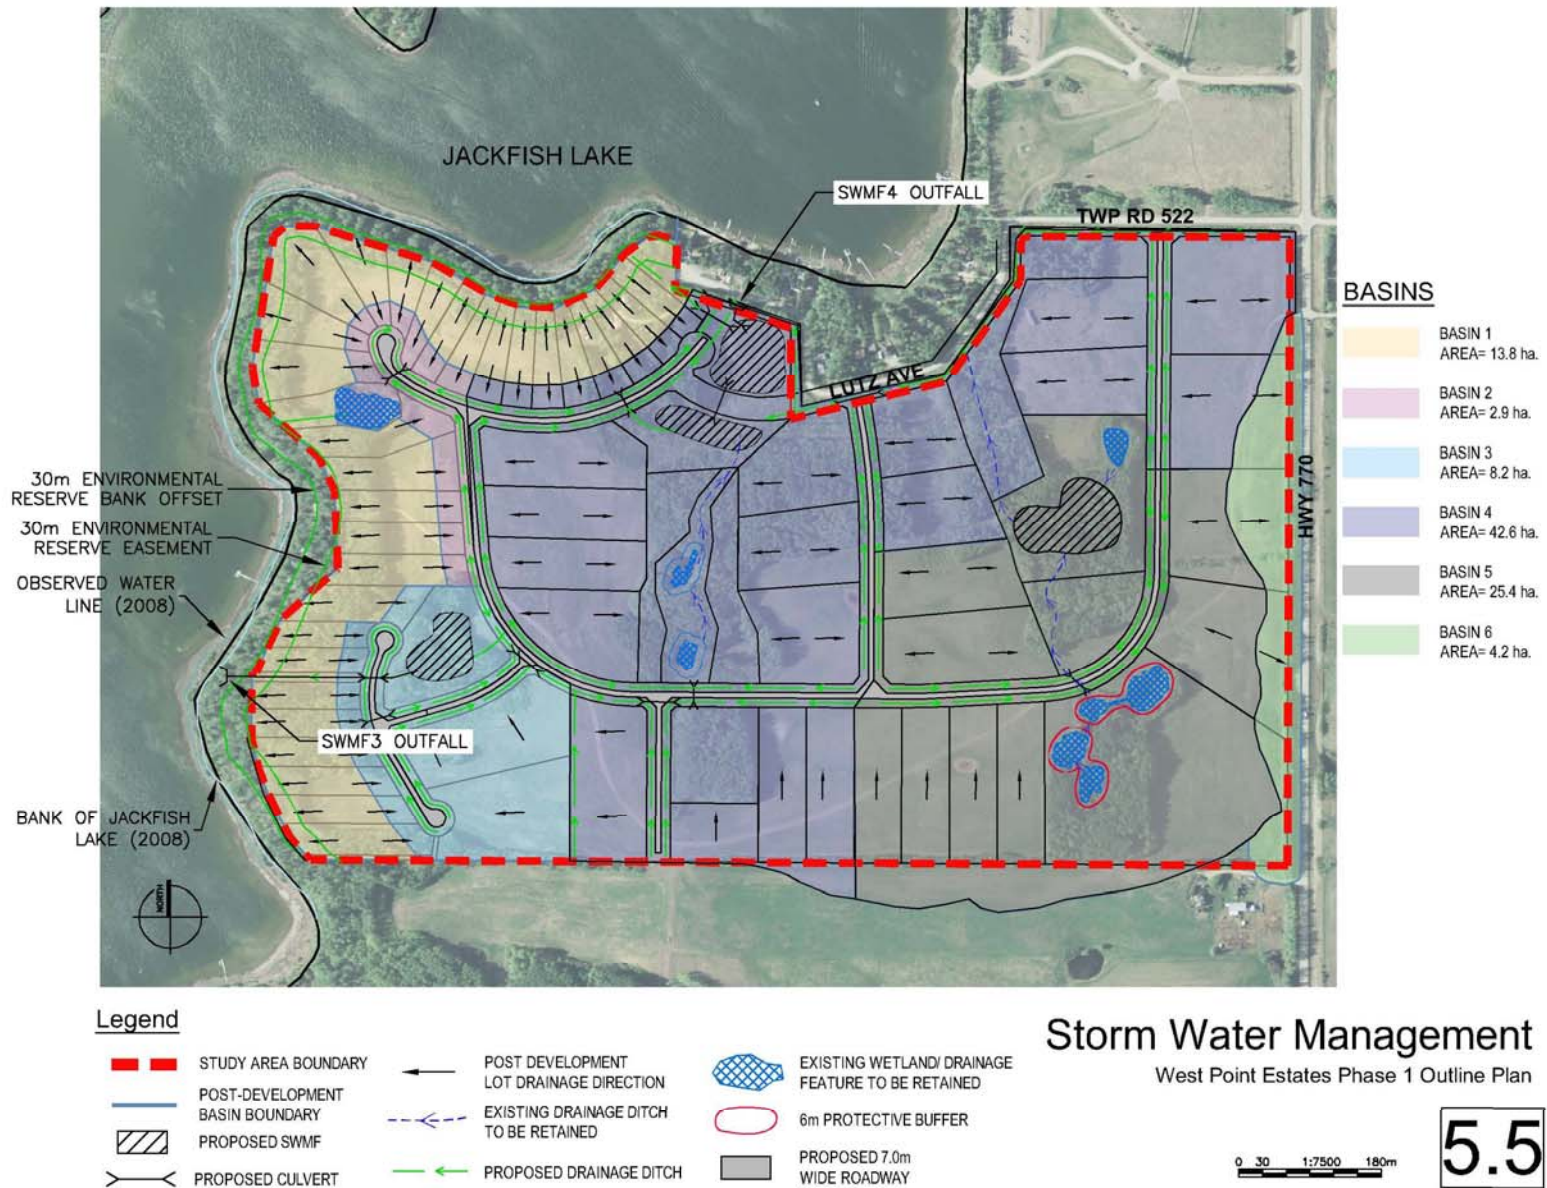 JACKFISH LAKE
SWMF4 OUTFALL
TWP RD 522
LUTZ AVE
HWY 770
30m ENVIRONMENTAL
RESERVE BANK OFFSET
30m ENVIRONMENTAL
RESERVE EASEMENT
OBSERVED WATER
LINE (2008)
SWMF3 OUTFALL
BANK OF JACKFISH
LAKE (2008)
NORTH
BASINS
BASIN 1
AREA= 13.8 ha.
BASIN 2
AREA= 2.9 ha.
BASIN 3
AREA= 8.2 ha.
BASIN 4
AREA= 42.6 ha.
BASIN 5
AREA= 25.4 ha.
BASIN 6
AREA= 4.2 ha.
Legend
STUDY AREA BOUNDARY
POST-DEVELOPMENT
BASIN BOUNDARY
PROPOSED SWMF
PROPOSED CULVERT
POST DEVELOPMENT
LOT DRAINAGE DIRECTION
EXISTING DRAINAGE DITCH
TO BE RETAINED
PROPOSED DRAINAGE DITCH
EXISTING WETLAND/ DRAINAGE
FEATURE TO BE RETAINED
6m PROTECTIVE BUFFER
PROPOSED 7.0m
WIDE ROADWAY
Storm Water Management
West Point Estates Phase 1 Outline Plan
0 30 1:7500 180m
5.5